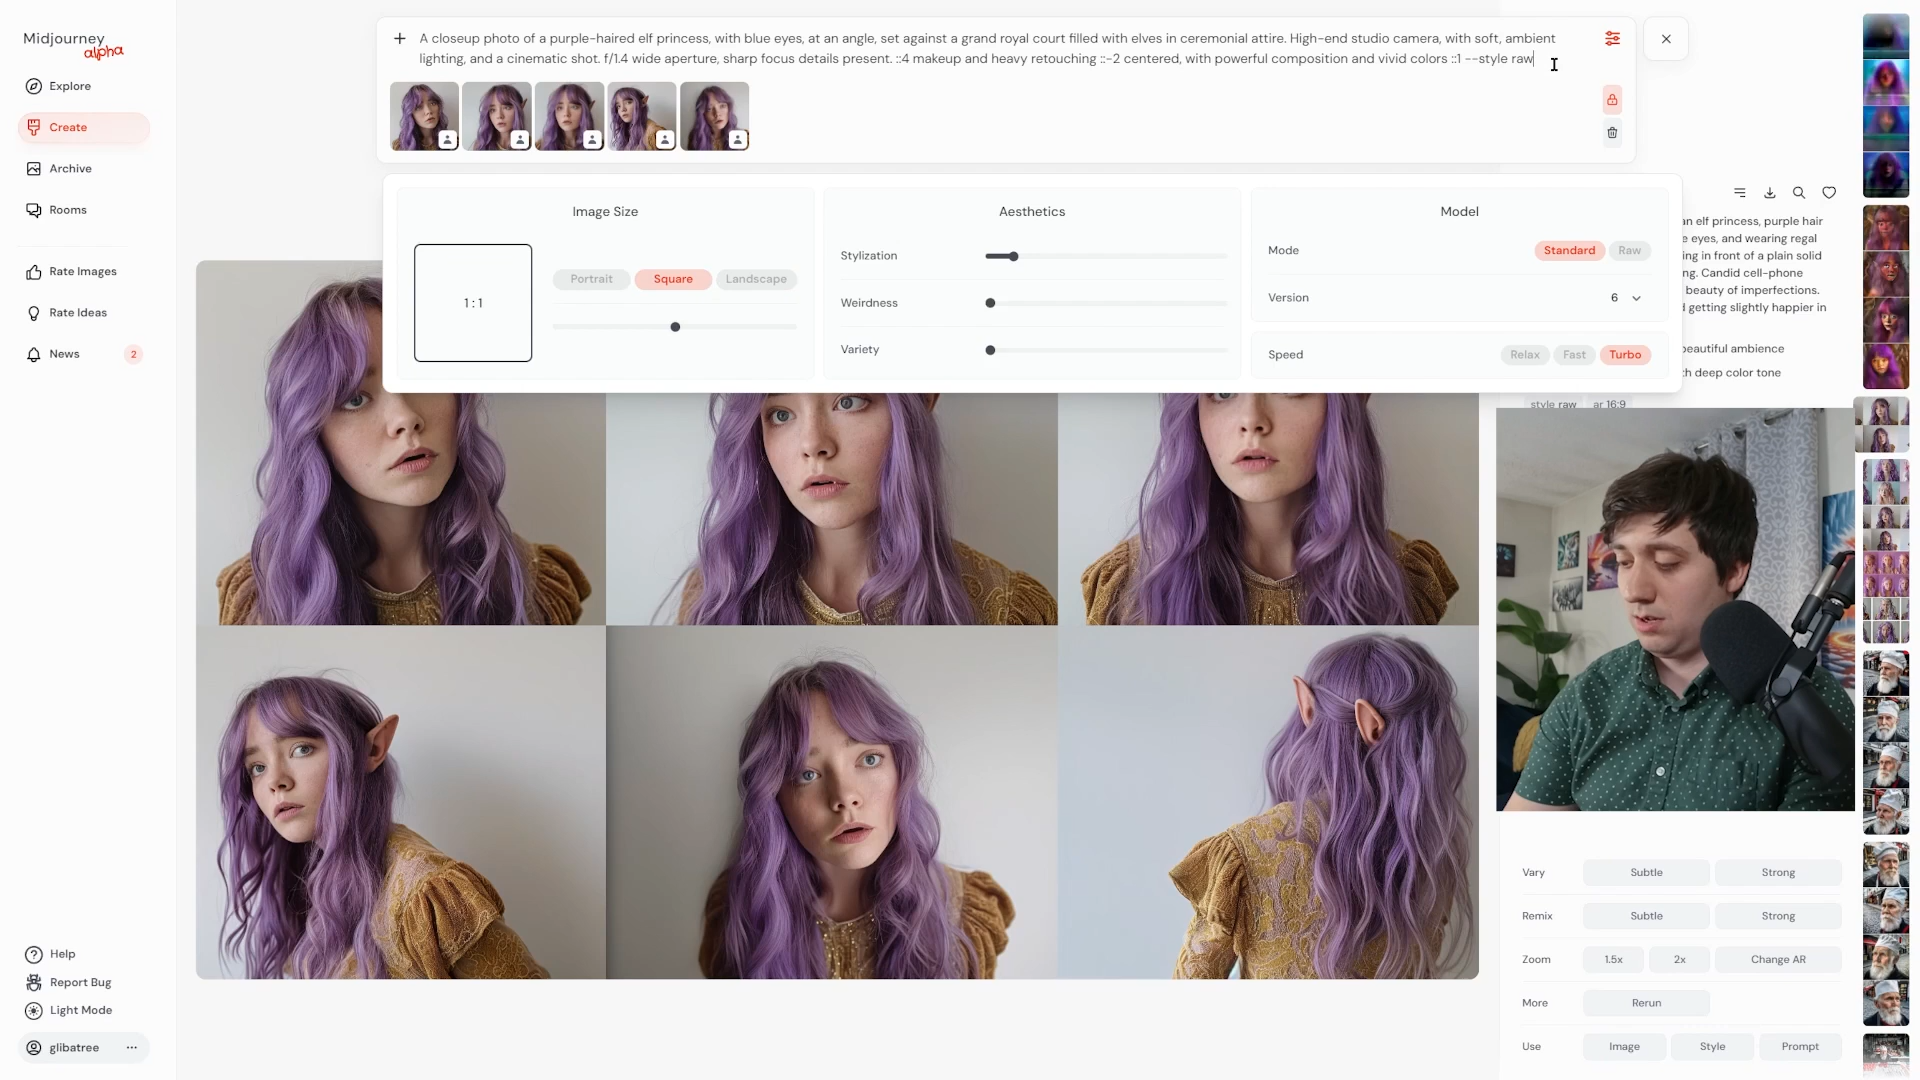 Midjourney
alpha
Explore
Create
Archive
Rooms
Rate Images
Rate Ideas
News 2
Help
Report Bug
Light Mode
glibatree ...
A closeup photo of a purple-haired elf princess, with blue eyes, at an angle, set against a grand royal court filled with elves in ceremonial attire. High-end studio camera, with soft, ambient
lighting, and a cinematic shot. f/1.4 wide aperture, sharp focus details present. ::4 makeup and heavy retouching ::-2 centered, with powerful composition and vivid colors ::1 --style raw
Image Size
1 : 1
Portrait Square Landscape
Aesthetics
Stylization
Weirdness
Variety
Model
Mode Standard Raw
Version 6
Speed Relax Fast Turbo
an elf princess, purple hair
e eyes, and wearing regal
ing in front of a plain solid
ng. Candid cell-phone
beauty of imperfections.
d getting slightly happier in
beautiful ambience
th deep color tone
style raw ar 16:9
Vary Subtle Strong
Remix Subtle Strong
Zoom 1.5x 2x Change AR
More Rerun
Use Image Style Prompt